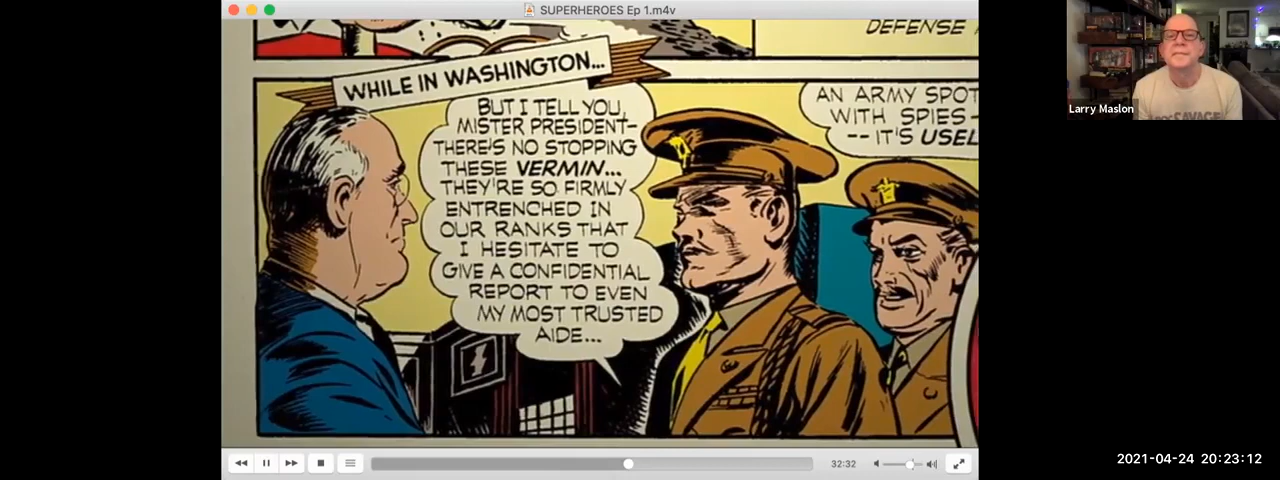 SUPERHEROES Ep 1.m4v
DEFENSE
WHILE IN WASHINGTON...
BUT I TELL YOU,
MISTER PRESIDENT-
THERE'S NO STOPPING
THESE VERMIN...
THEY'RE SO FIRMLY
ENTRENCHED IN
OUR RANKS THAT
I HESITATE TO
GIVE A CONFIDENTIAL
REPORT TO EVEN
MY MOST TRUSTED
AIDE...
AN ARMY SPOT
WITH SPIES-
-- IT'S USEL
32:32
Larry Maslon
SAVAGE
2021-04-24 20:23:12